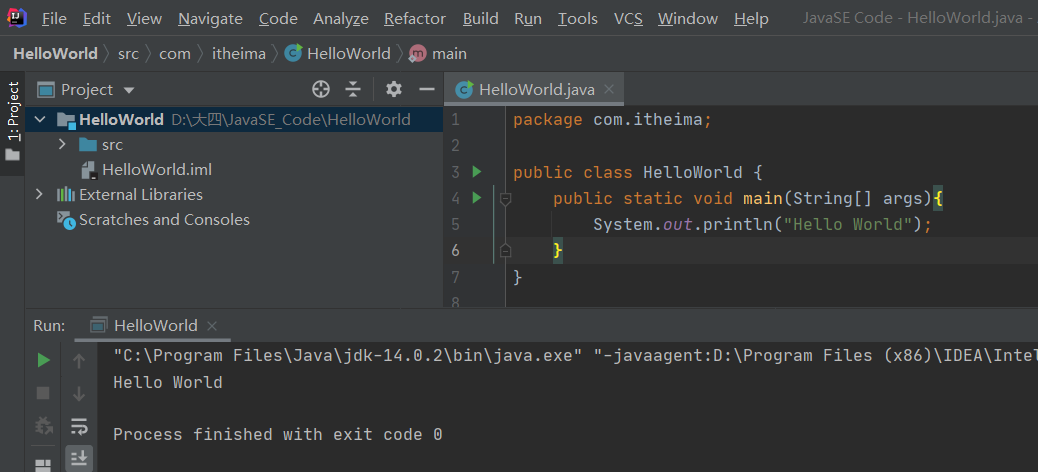 File Edit View Navigate Code Analyze Refactor Build Run Tools VCS Window Help JavaSE Code - HelloWorld.java -
HelloWorld src com itheima HelloWorld main
1: Project
Project
HelloWorld D:\大四\JavaSE_Code\HelloWorld
src
HelloWorld.iml
External Libraries
Scratches and Consoles
HelloWorld.java
1 package com.itheima;
2
3 public class HelloWorld {
4 public static void main(String[] args){
5 System.out.println("Hello World");
6 }
7 }
8
Run: HelloWorld
"C:\Program Files\Java\jdk-14.0.2\bin\java.exe" "-javaagent:D:\Program Files (x86)\IDEA\Inte
Hello World
Process finished with exit code 0